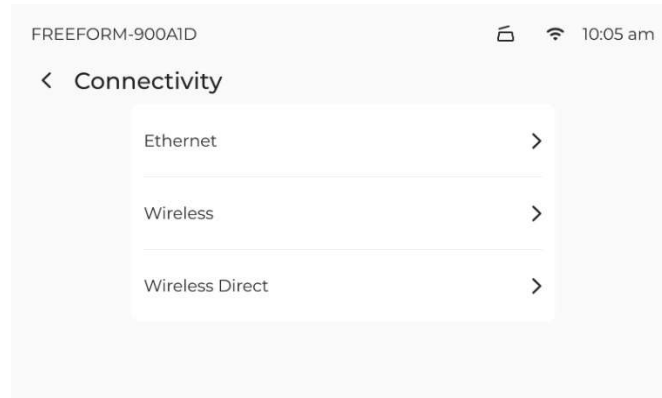 FREEFORM-900A1D 10:05 am
Connectivity
Ethernet
Wireless
Wireless Direct